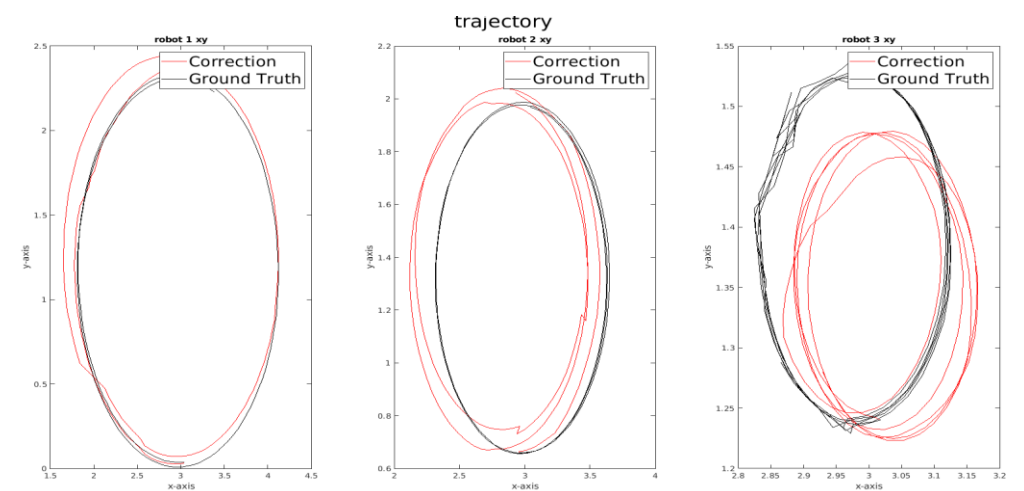 trajectory
robot 1 xy
Correction
Ground Truth
2.5
2
1.5
1
0.5
0
y-axis
1.5 2 2.5 3 3.5 4 4.5
x-axis
robot 2 xy
Correction
Ground Truth
2.2
2
1.8
1.6
1.4
1.2
1
0.8
0.6
y-axis
2 2.5 3 3.5 4
x-axis
robot 3 xy
Correction
Ground Truth
1.55
1.5
1.45
1.4
1.35
1.3
1.25
1.2
y-axis
2.8 2.85 2.9 2.95 3 3.05 3.1 3.15 3.2
x-axis